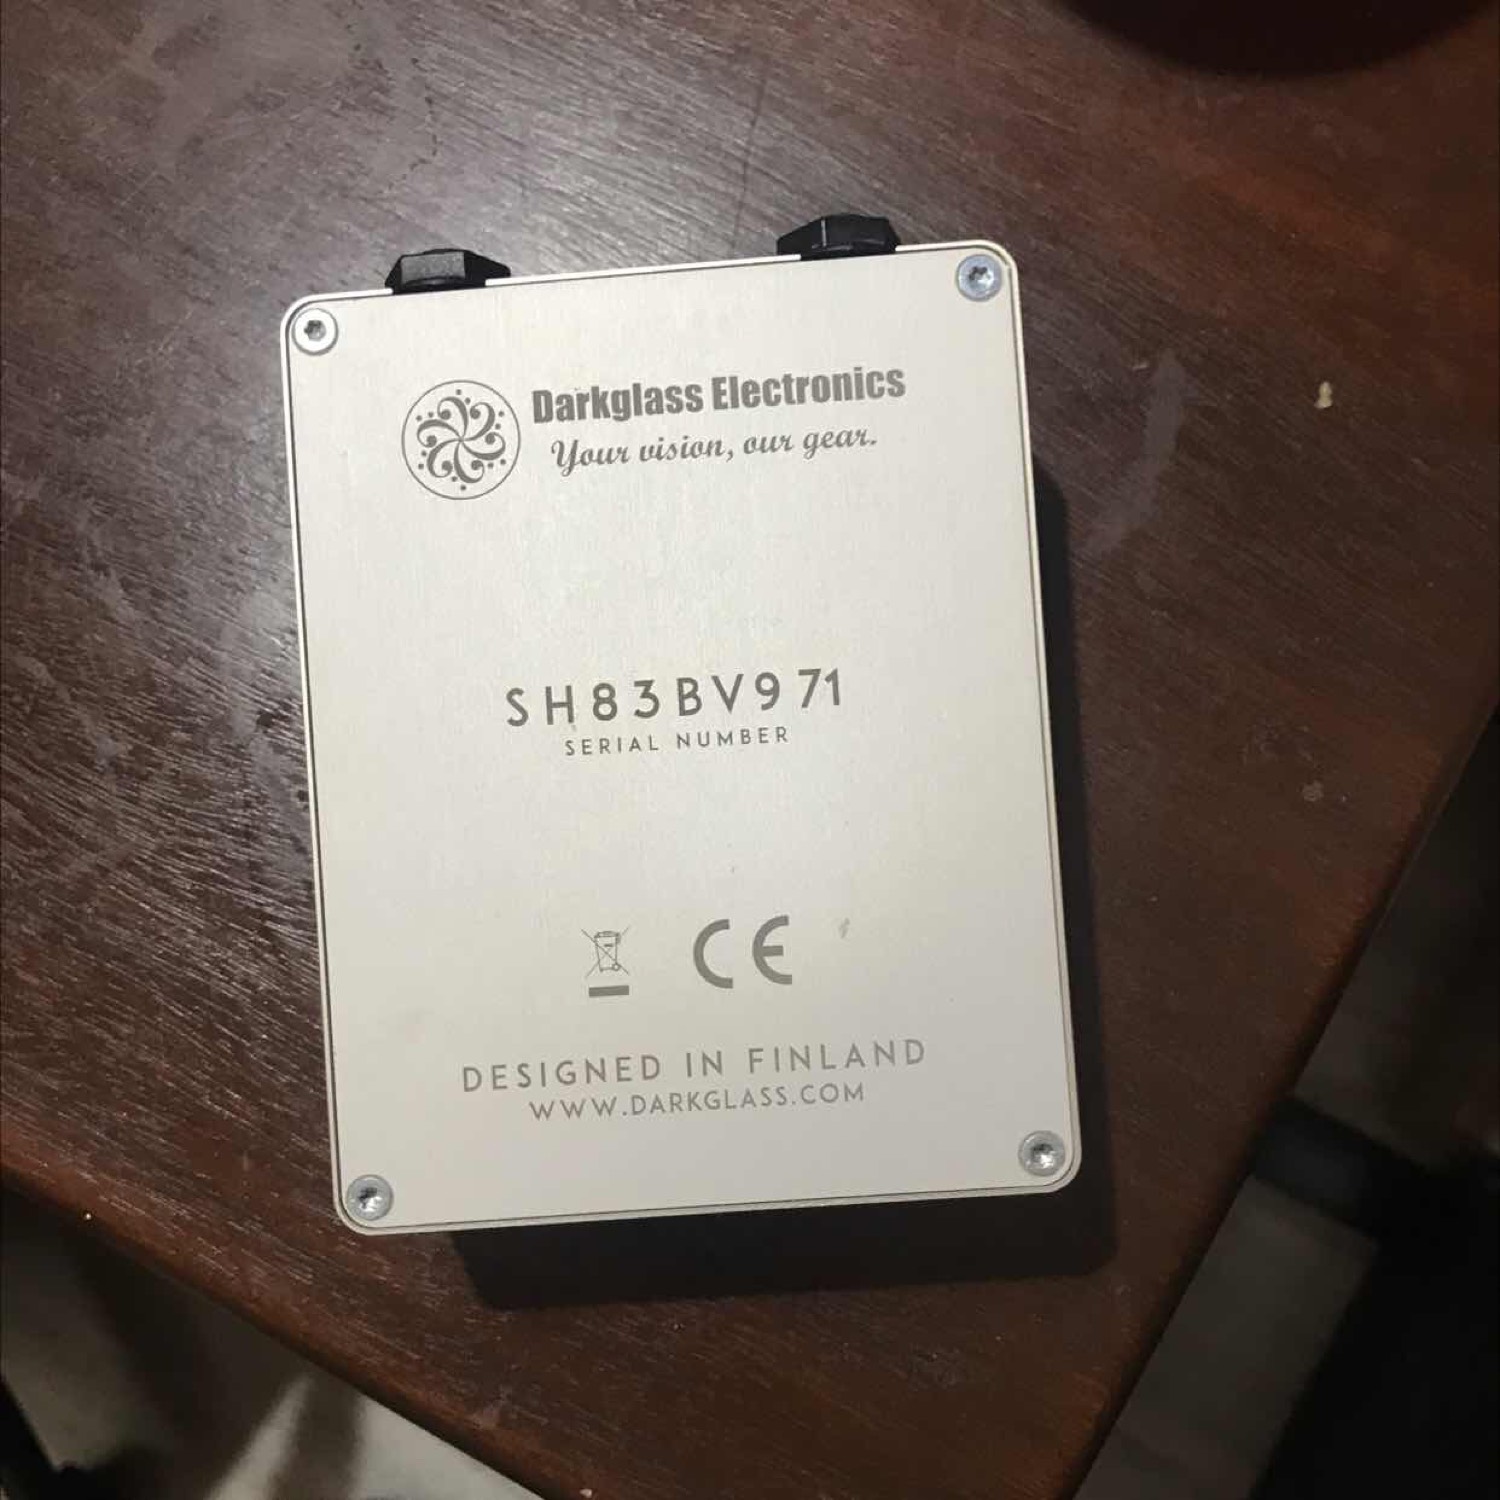 Darkglass Electronics
Your vision, our gear.
SH83BV971
SERIAL NUMBER
CE
DESIGNED IN FINLAND
WWW.DARKGLASS.COM